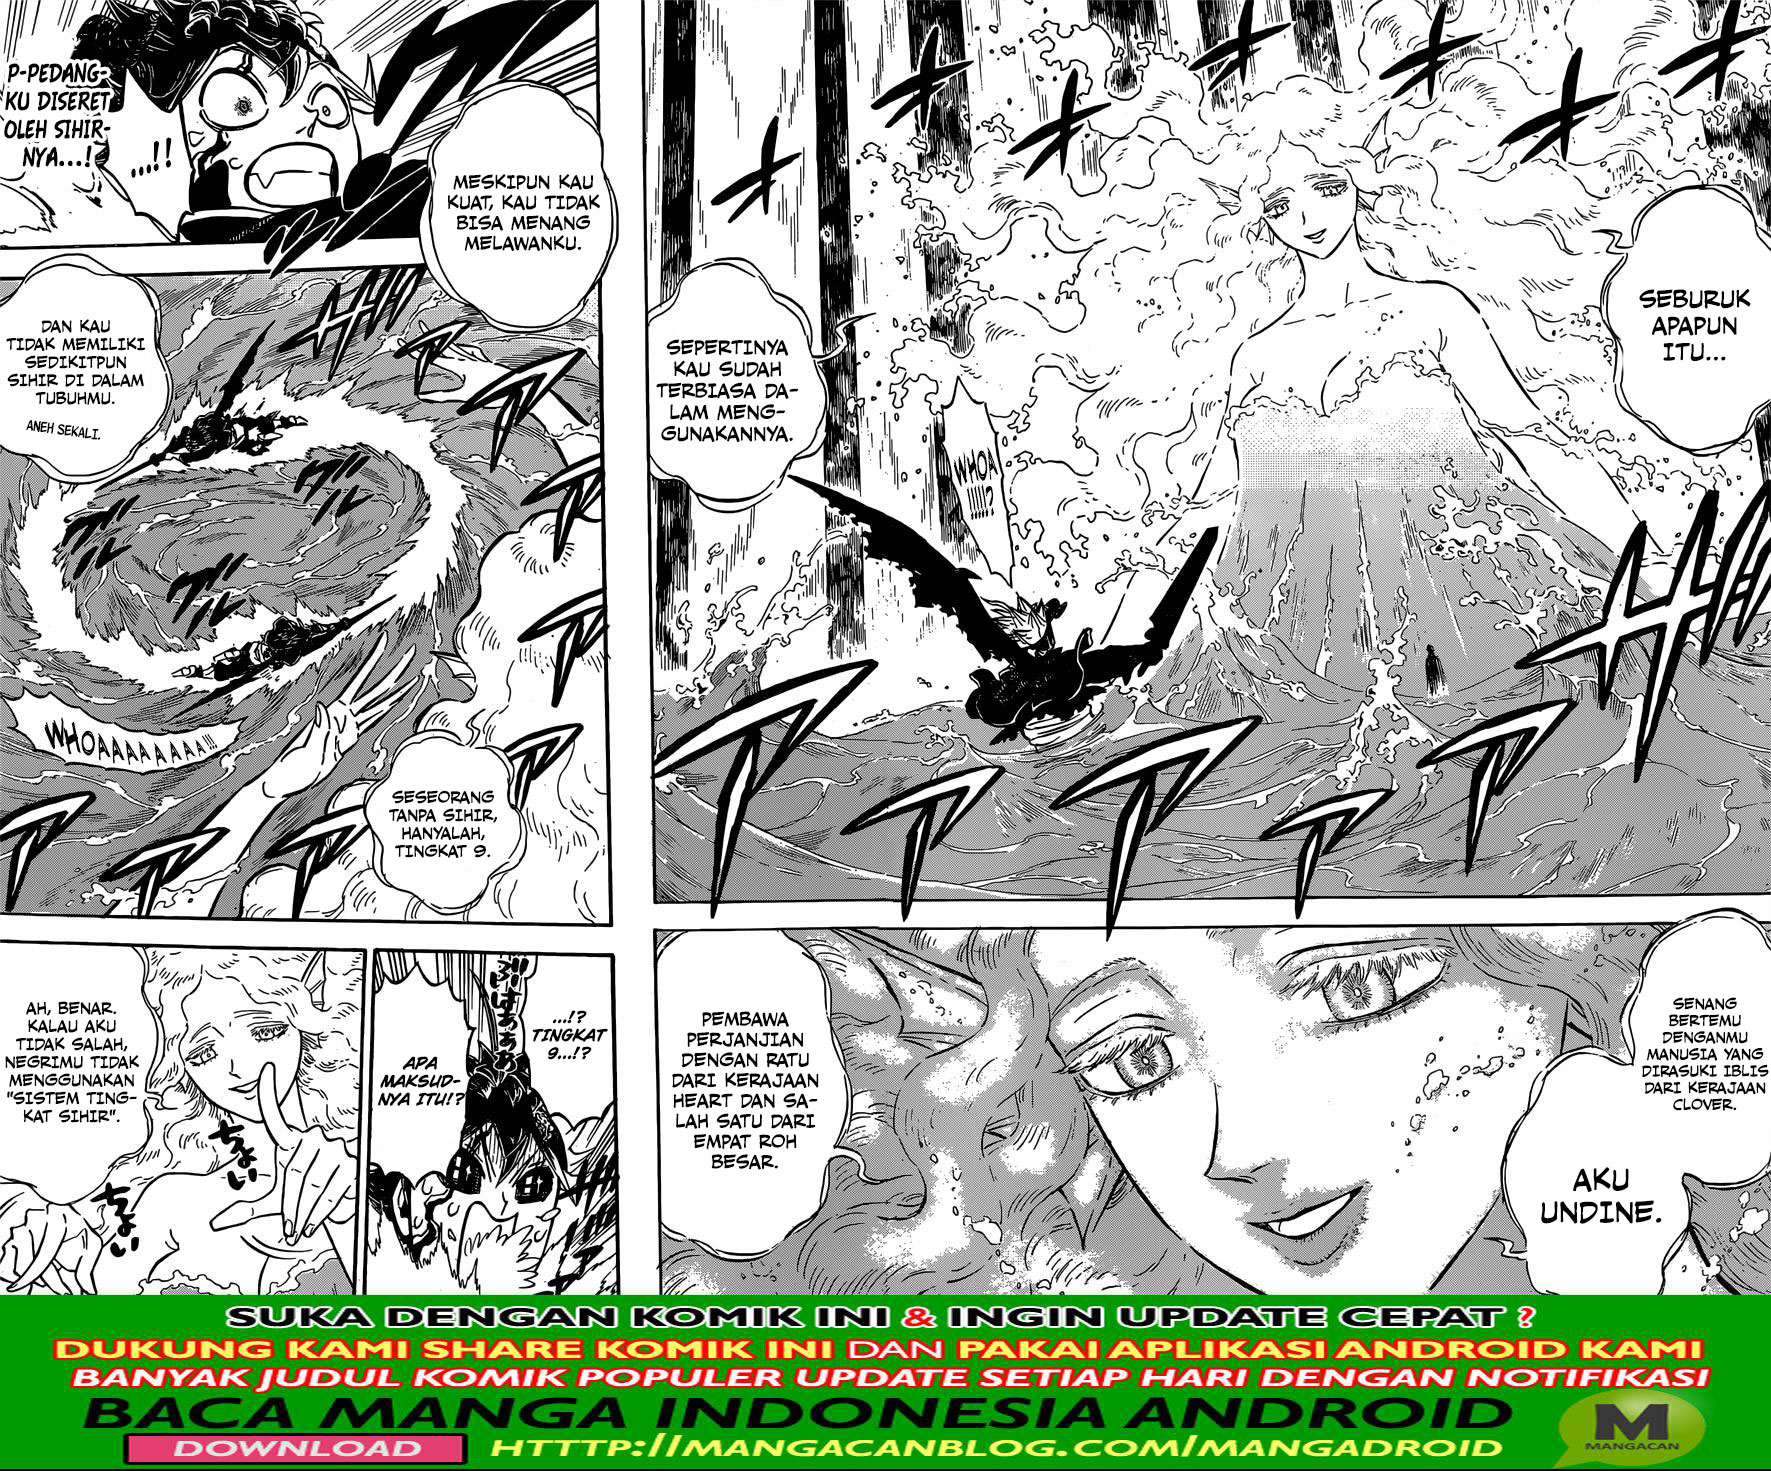 SEBURUK
APAPUN
ITU...
SEPERTINYA
KAU SUDAH
TERBIASA DA-
LAM MENG-
GUNAKANNYA.
WHOA
!!!!!?
SENANG
BERTEMU
DENGANMU
MANUSIA YANG
DIRASUKI IBLIS
DARI KERAJAAN
CLOVER.
AKU
UNDINE.
PEMBAWA
PERJANJIAN
DENGAN RATU
DARI KERAJAAN
HEART DAN SA-
LAH SATU DARI
EMPAT ROH
BESAR.
MESKIPUN KAU
KUAT, KAU TIDAK
BISA MENANG
MELAWANKU.
P-PEDANG-
KU DISERET
OLEH SIHIR-
NYA...!
....!!
DAN KAU
TIDAK MEMILIKI
SEDIKITPUN
SIHIR DI DALAM
TUBUHMU.
ANEH SEKALI.
WHOAAAAAAAA!!!
SESEORANG
TANPA SIHIR,
HANYALAH,
TINGKAT 9.
...!?
TINGKAT
9...!?
APA
MAKSUD-
NYA ITU!?
AH, BENAR.
KALAU AKU
TIDAK SALAH,
NEGRIMU TIDAK
MENGGUNAKAN
"SISTEM TING-
KAT SIHIR".
ちょい
ちょい
SUKA DENGAN KOMIK INI & INGIN UPDATE CEPAT ?
DUKUNG KAMI SHARE KOMIK INI DAN PAKAI APLIKASI ANDROID KAMI
BANYAK JUDUL KOMIK POPULER UPDATE SETIAP HARI DENGAN NOTIFIKASI
BACA MANGA INDONESIA ANDROID
DOWNLOAD HTTTP://MANGACANBLOG.COM/MANGADROID
M
MANGACAN